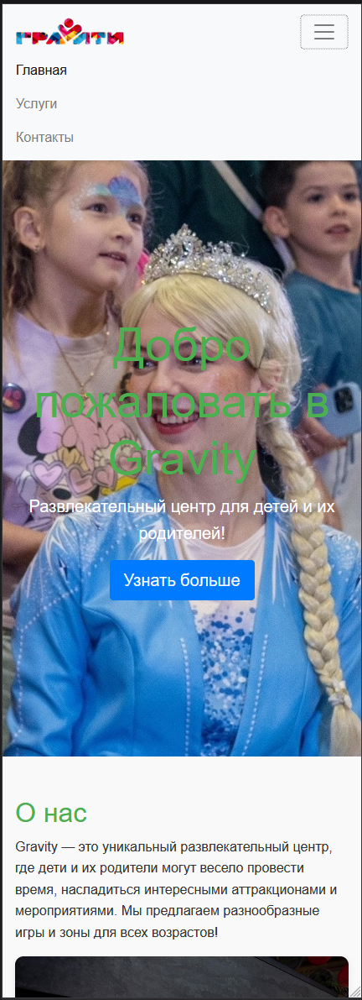 ГРАВИТИ
Главная
Услуги
Контакты
Добро
пожаловать в
Gravity
Развлекательный центр для детей и их
родителей!
Узнать больше
О нас
Gravity — это уникальный развлекательный центр,
где дети и их родители могут весело провести
время, насладиться интересными аттракционами и
мероприятиями. Мы предлагаем разнообразные
игры и зоны для всех возрастов!